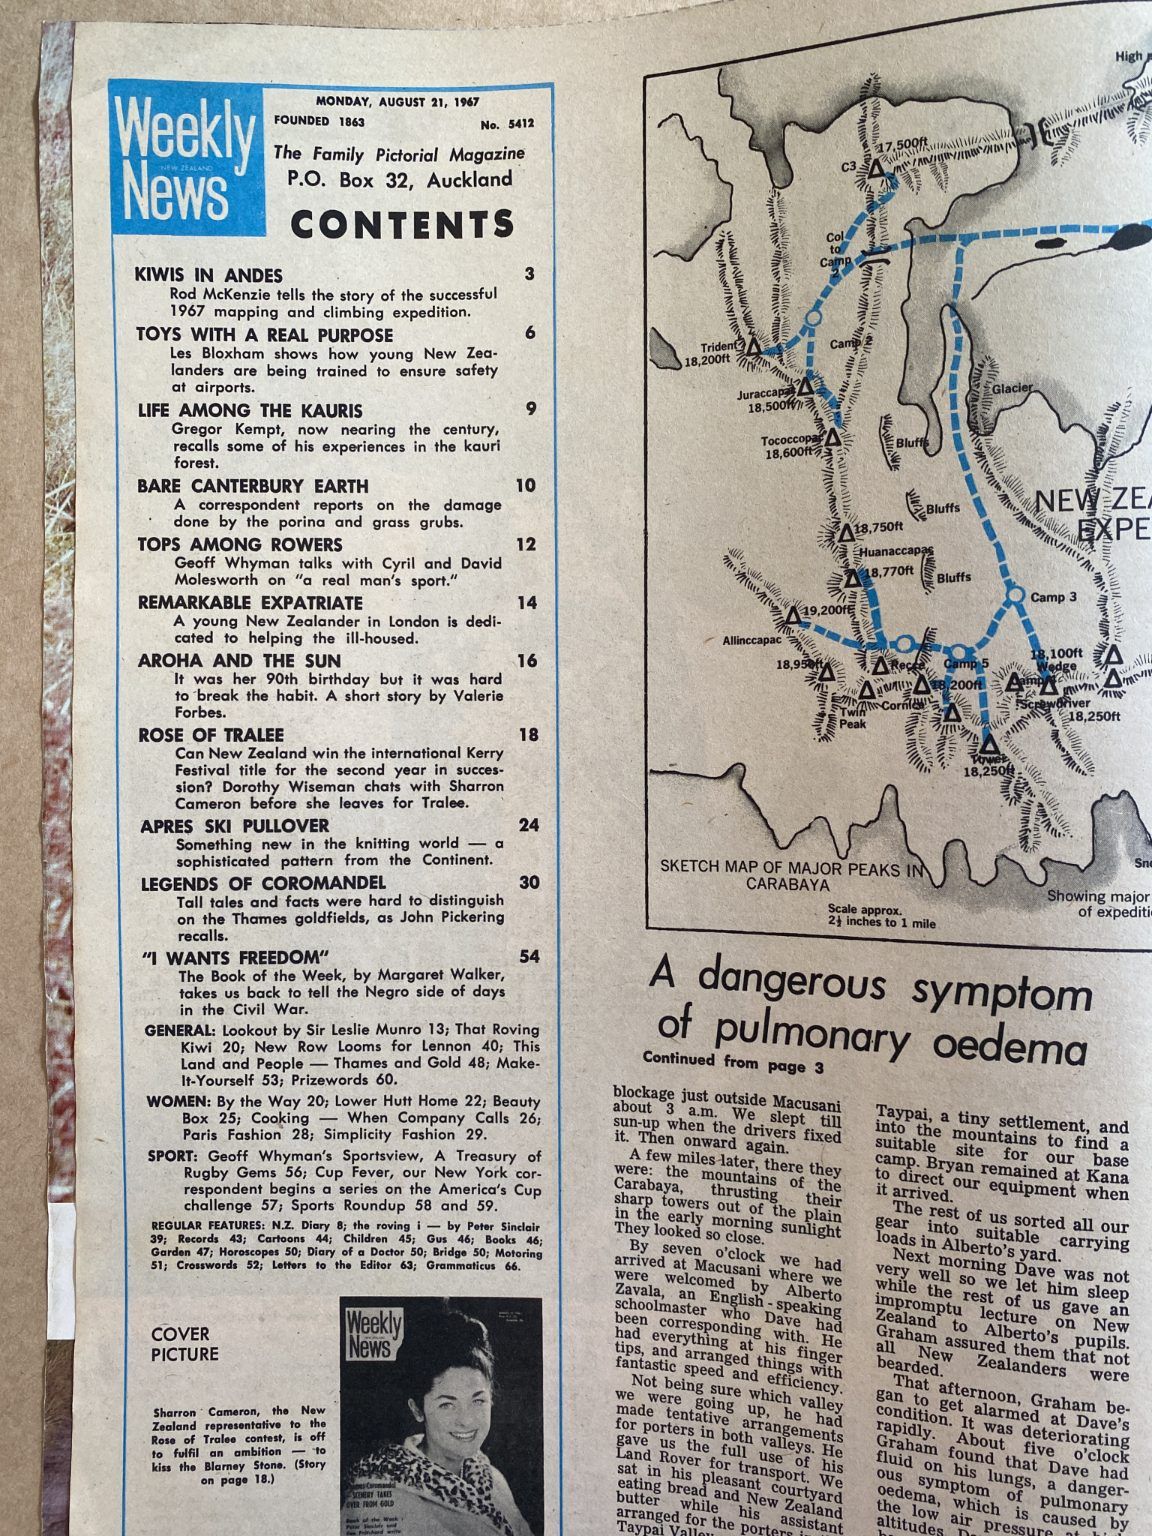 Weekly
NEW ZEALAND
News
MONDAY, AUGUST 21, 1967
FOUNDED 1863
No. 5412
The Family Pictorial Magazine
P.O. Box 32, Auckland
CONTENTS
KIWIS IN ANDES 3
Rod McKenzie tells the story of the successful
1967 mapping and climbing expedition.
TOYS WITH A REAL PURPOSE 6
Les Bloxham shows how young New Zea-
landers are being trained to ensure safety
at airports.
LIFE AMONG THE KAURIS 9
Gregor Kempt, now nearing the century,
recalls some of his experiences in the kauri
forest.
BARE CANTERBURY EARTH 10
A correspondent reports on the damage
done by the porina and grass grubs.
TOPS AMONG ROWERS 12
Geoff Whyman talks with Cyril and David
Molesworth on "a real man's sport."
REMARKABLE EXPATRIATE 14
A young New Zealander in London is dedi-
cated to helping the ill-housed.
AROHA AND THE SUN 16
It was her 90th birthday but it was hard
to break the habit. A short story by Valerie
Forbes.
ROSE OF TRALEE 18
Can New Zealand win the international Kerry
Festival title for the second year in succes-
sion? Dorothy Wiseman chats with Sharron
Cameron before she leaves for Tralee.
APRES SKI PULLOVER 24
Something new in the knitting world — a
sophisticated pattern from the Continent.
LEGENDS OF COROMANDEL 30
Tall tales and facts were hard to distinguish
on the Thames goldfields, as John Pickering
recalls.
"I WANTS FREEDOM" 54
The Book of the Week, by Margaret Walker,
takes us back to tell the Negro side of days
in the Civil War.
GENERAL: Lookout by Sir Leslie Munro 13; That Roving
Kiwi 20; New Row Looms for Lennon 40; This
Land and People — Thames and Gold 48; Make-
It-Yourself 53; Prizewords 60.
WOMEN: By the Way 20; Lower Hutt Home 22; Beauty
Box 25; Cooking — When Company Calls 26;
Paris Fashion 28; Simplicity Fashion 29.
SPORT: Geoff Whyman's Sportsview, A Treasury of
Rugby Gems 56; Cup Fever, our New York cor-
respondent begins a series on the America's Cup
challenge 57; Sports Roundup 58 and 59.
REGULAR FEATURES: N.Z. Diary 8; the roving i — by Peter Sinclair
39; Records 43; Cartoons 44; Children 45; Gus 46; Books 46;
Garden 47; Horoscopes 50; Diary of a Doctor 50; Bridge 50; Motoring
51; Crosswords 52; Letters to the Editor 63; Grammaticus 66.
COVER
PICTURE
Sharron Cameron, the New
Zealand representative to the
Rose of Tralee contest, is off
to fulfil an ambition — to
kiss the Blarney Stone. (Story
on page 18.)
Weekly
News
Thames-Coromandel
SCENERY TAKES
OVER FROM GOLD
Book of the Week
High
17,500ft
C3
Col
to
Camp
2
Trident
18,200ft
Camp 2
Juraccapac
18,500ft
Glacier
Tococcopac
18,600ft
Bluffs
Bluffs
NEW ZEA
EXPE
18,750ft
Huanaccapac
18,770ft
Bluffs
Camp 3
19,200ft
Allinccapac
18,950ft
Recce
Camp 5
18,100ft
Wedge
18,200ft
Camp 4
Screwdriver
18,250ft
Cornice
Twin
Peak
Tower
18,250ft
SKETCH MAP OF MAJOR PEAKS IN
CARABAYA
Scale approx.
2½ inches to 1 mile
Sno
Showing major
of expediti
A dangerous symptom
of pulmonary oedema
Continued from page 3
blockage just outside Macusani
about 3 a.m. We slept till
sun-up when the drivers fixed
it. Then onward again.
A few miles later, there they
were: the mountains of the
Carabaya, thrusting their
sharp towers out of the plain
in the early morning sunlight
They looked so close.
By seven o'clock we had
arrived at Macusani where we
were welcomed by Alberto
Zavala, an English-speaking
schoolmaster who Dave had
been corresponding with. He
had everything at his finger
tips, and arranged things with
fantastic speed and efficiency.
Not being sure which valley
we were going up, he had
made tentative arrangements
for porters in both valleys. He
gave us the full use of his
Land Rover for transport. We
sat in his pleasant courtyard
eating bread and New Zealand
butter while his assistant
arranged for the porters in
Taypai Valley
Taypai, a tiny settlement, and
into the mountains to find a
suitable site for our base
camp. Bryan remained at Kana
to direct our equipment when
it arrived.
The rest of us sorted all our
gear into suitable carrying
loads in Alberto's yard.
Next morning Dave was not
very well so we let him sleep
while the rest of us gave an
impromptu lecture on New
Zealand to Alberto's pupils.
Graham assured them that not
all New Zealanders were
bearded.
That afternoon, Graham be-
gan to get alarmed at Dave's
condition. It was deteriorating
rapidly. About five o'clock
Graham found that Dave had
fluid on his lungs, a danger-
ous symptom of pulmonary
oedema, which is caused by
the low air pressure at high
altitudes.